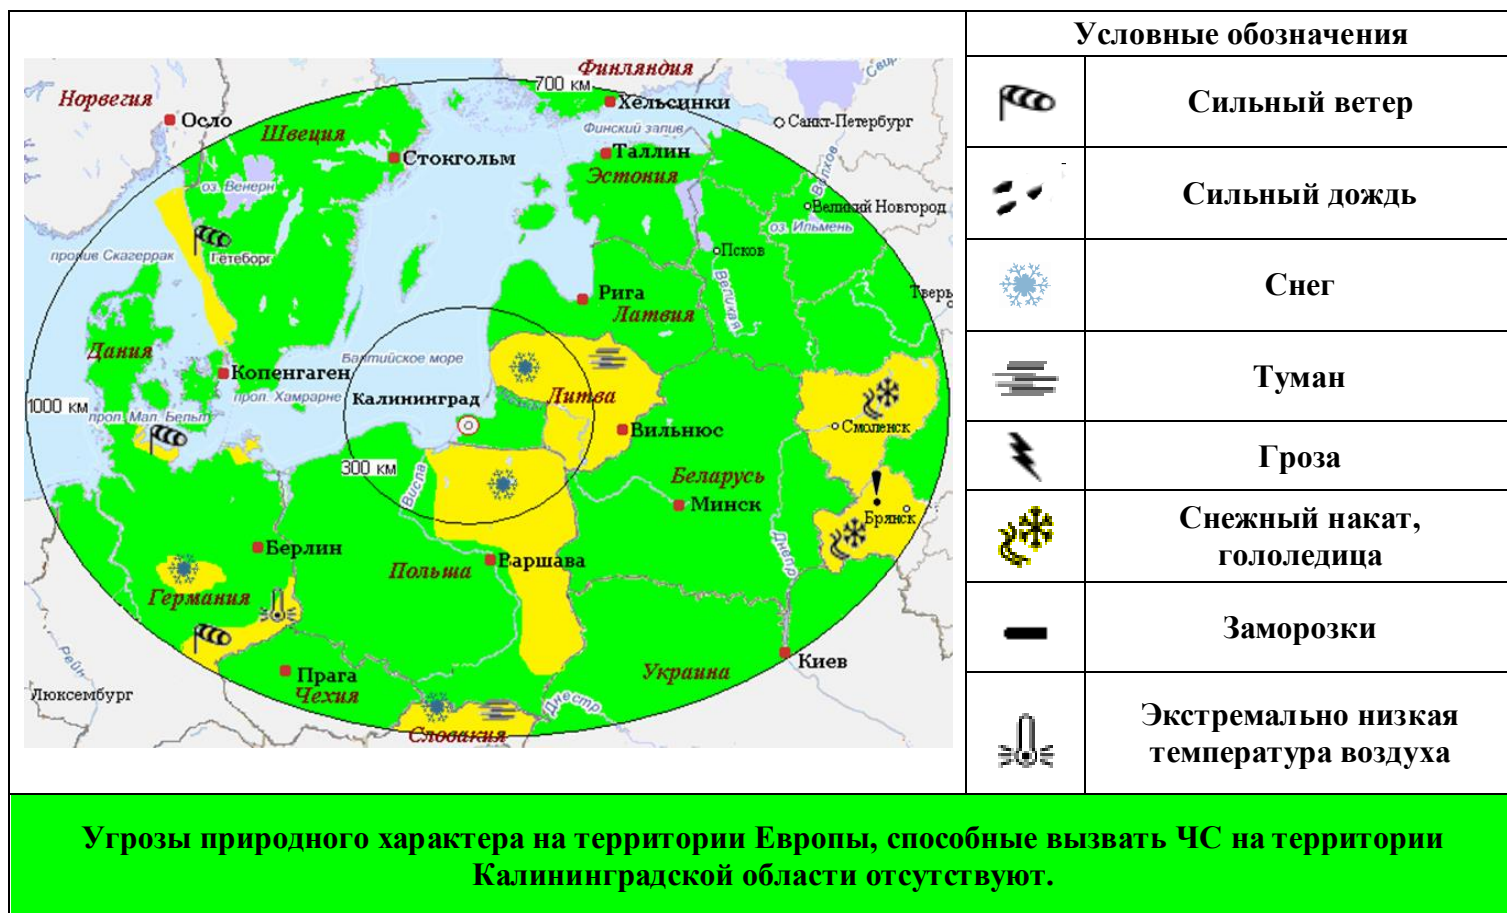 Условные обозначения
Сильный ветер
Сильный дождь
Снег
Туман
Гроза
Снежный накат,
гололедица
Заморозки
Экстремально низкая
температура воздуха
Финляндия
700 км
Хельсинки
Норвегия
Осло
Швеция
Санкт-Петербург
Финский залив
Стокгольм
Таллин
Эстония
Волхов
оз. Венерн
Великий Новгород
оз. Ильмень
пролив Скагеррак
Гётеборг
Псков
Великая
Рига
Латвия
Тверь
Дания
Балтийское море
Копенгаген
прол. Хамрарне
Калининград
Литва
1000 км
прол. Мал. Бельт
Смоленск
Вильнюс
300 км
Висла
Беларусь
Минск
!
Брянск
Берлин
Польша
Варшава
Днепр
Германия
Рейн
Прага
Чехия
Украина
Киев
Люксембург
Днестр
Словакия
Угрозы природного характера на территории Европы, способные вызвать ЧС на территории
Калининградской области отсутствуют.